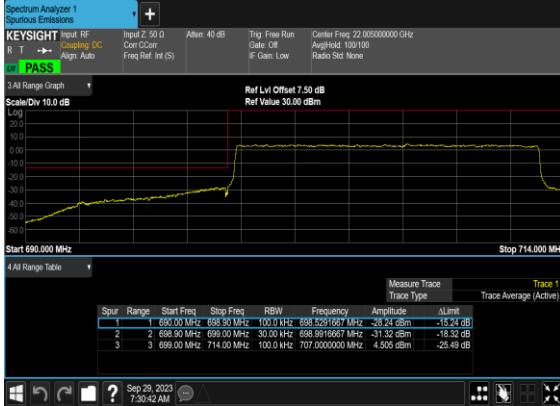 Spectrum Analyzer 1
Spurious Emissions
+
KEYSIGHT Input: RF Input Z: 50 Ω Atten: 40 dB Trig: Free Run Center Freq: 22.005000000 GHz
R T Coupling: DC Corr CCorr Gate: Off Avg|Hold: 100/100
Align: Auto Freq Ref: Int (S) IF Gain: Low Radio Std: None
LXI PASS
3 All Range Graph
Ref Lvl Offset 7.50 dB
Scale/Div 10.0 dB Ref Value 30.00 dBm
Log
20.0
10.0
0.00
-10.0
-20.0
-30.0
-40.0
-50.0
-60.0
Start 690.000 MHz Stop 714.000 MHz
4 All Range Table
Measure Trace Trace 1
Trace Type Trace Average (Active)
Spur Range Start Freq Stop Freq RBW Frequency Amplitude ΔLimit
1 1 690.00 MHz 698.90 MHz 100.0 kHz 698.5291667 MHz -28.24 dBm -15.24 dB
2 2 698.90 MHz 699.00 MHz 30.00 kHz 698.9916667 MHz -31.32 dBm -18.32 dB
3 3 699.00 MHz 714.00 MHz 100.0 kHz 707.0000000 MHz 4.505 dBm -25.49 dB
? Sep 29, 2023
7:30:42 AM